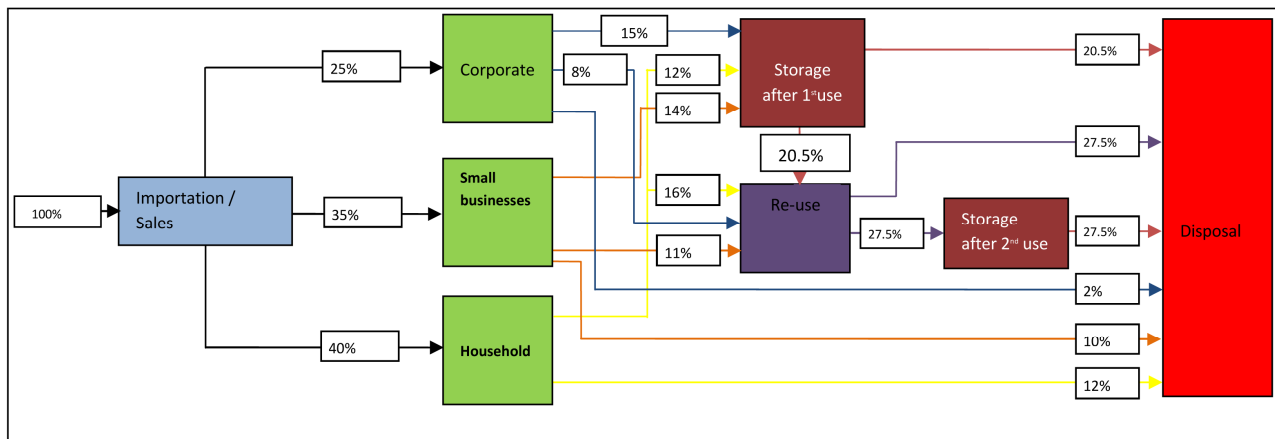 15%
20.5%
25%
Corporate
8%
12%
Storage
after 1st use
14%
27.5%
20.5%
100%
Importation /
Sales
35%
Small
businesses
16%
Re-use
11%
27.5%
Storage
after 2nd use
27.5%
Disposal
2%
40%
Household
10%
12%